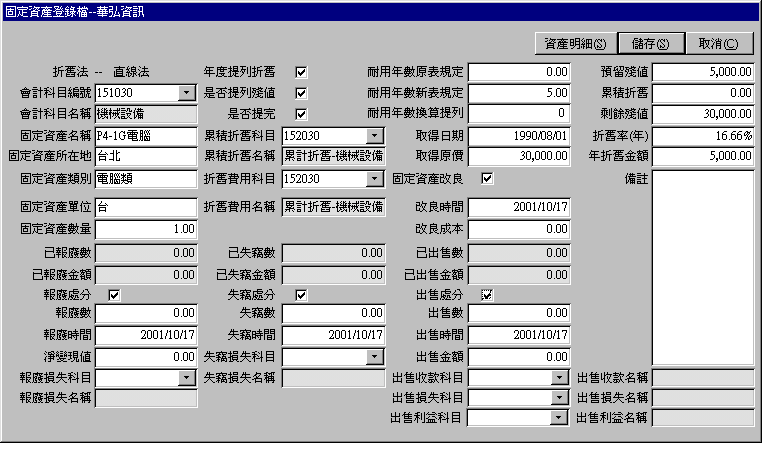 固定資產登錄檔--華弘資訊
資產明細(S) 儲存(S) 取消(C)
折舊法 -- 直線法 年度提列折舊 耐用年數原表規定 0.00 預留殘值 5,000.00
會計科目編號 151030 是否提列殘值 耐用年數新表規定 5.00 累積折舊 0.00
會計科目名稱 機械設備 是否提完 耐用年數換算提列 0 剩餘殘值 30,000.00
固定資產名稱 P4-1G電腦 累積折舊科目 152030 取得日期 1990/08/01 折舊率(年) 16.66%
固定資產所在地 台北 累積折舊名稱 累計折舊-機械設備 取得原價 30,000.00 年折舊金額 5,000.00
固定資產類別 電腦類 折舊費用科目 152030 固定資產改良 備註
固定資產單位 台 折舊費用名稱 累計折舊-機械設備 改良時間 2001/10/17
固定資產數量 1.00 改良成本 0.00
已報廢數 0.00 已失竊數 0.00 已出售數 0.00
已報廢金額 0.00 已失竊金額 0.00 已出售金額 0.00
報廢處分 失竊處分 出售處分
報廢數 0.00 失竊數 0.00 出售數 0.00
報廢時間 2001/10/17 失竊時間 2001/10/17 出售時間 2001/10/17
淨變現值 0.00 失竊損失科目 出售金額 0.00
報廢損失科目 失竊損失名稱 出售收款科目 出售收款名稱
報廢損失名稱 出售損失科目 出售損失名稱
出售利益科目 出售利益名稱